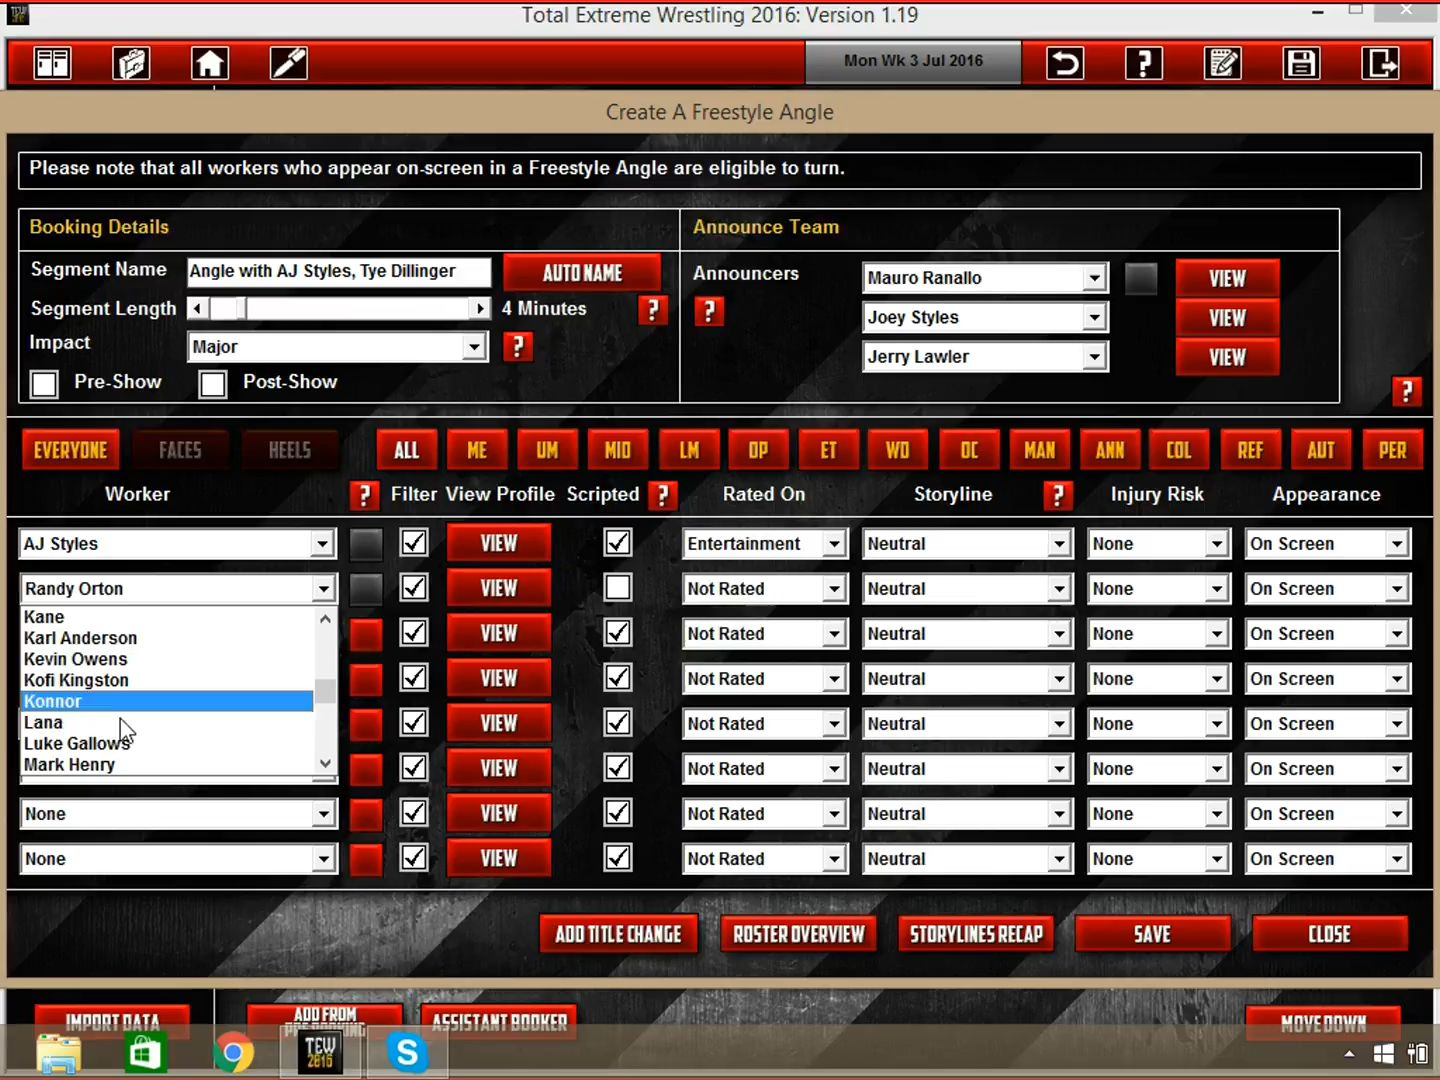 Total Extreme Wrestling 2016: Version 1.19
Mon Wk 3 Jul 2016
Create A Freestyle Angle
Please note that all workers who appear on-screen in a Freestyle Angle are eligible to turn.
Booking Details
Segment Name Angle with AJ Styles, Tye Dillinger AUTO NAME
Segment Length 4 Minutes ?
Impact Major ?
Pre-Show Post-Show
Announce Team
Announcers Mauro Ranallo VIEW
? Joey Styles VIEW
Jerry Lawler VIEW
?
EVERYONE FACES HEELS ALL ME UM MID LM OP ET WO OC MAN ANN COL REF AUT PER
Worker ? Filter View Profile Scripted ? Rated On Storyline ? Injury Risk Appearance
AJ Styles VIEW Entertainment Neutral None On Screen
Randy Orton VIEW Not Rated Neutral None On Screen
Kane
Karl Anderson VIEW Not Rated Neutral None On Screen
Kevin Owens
Kofi Kingston VIEW Not Rated Neutral None On Screen
Konnor
Lana VIEW Not Rated Neutral None On Screen
Luke Gallows
Mark Henry VIEW Not Rated Neutral None On Screen
None VIEW Not Rated Neutral None On Screen
None VIEW Not Rated Neutral None On Screen
ADD TITLE CHANGE ROSTER OVERVIEW STORYLINES RECAP SAVE CLOSE
IMPORT DATA ADD FROM ASSISTANT BOOKER MOVE DOWN
TEW 2016 S